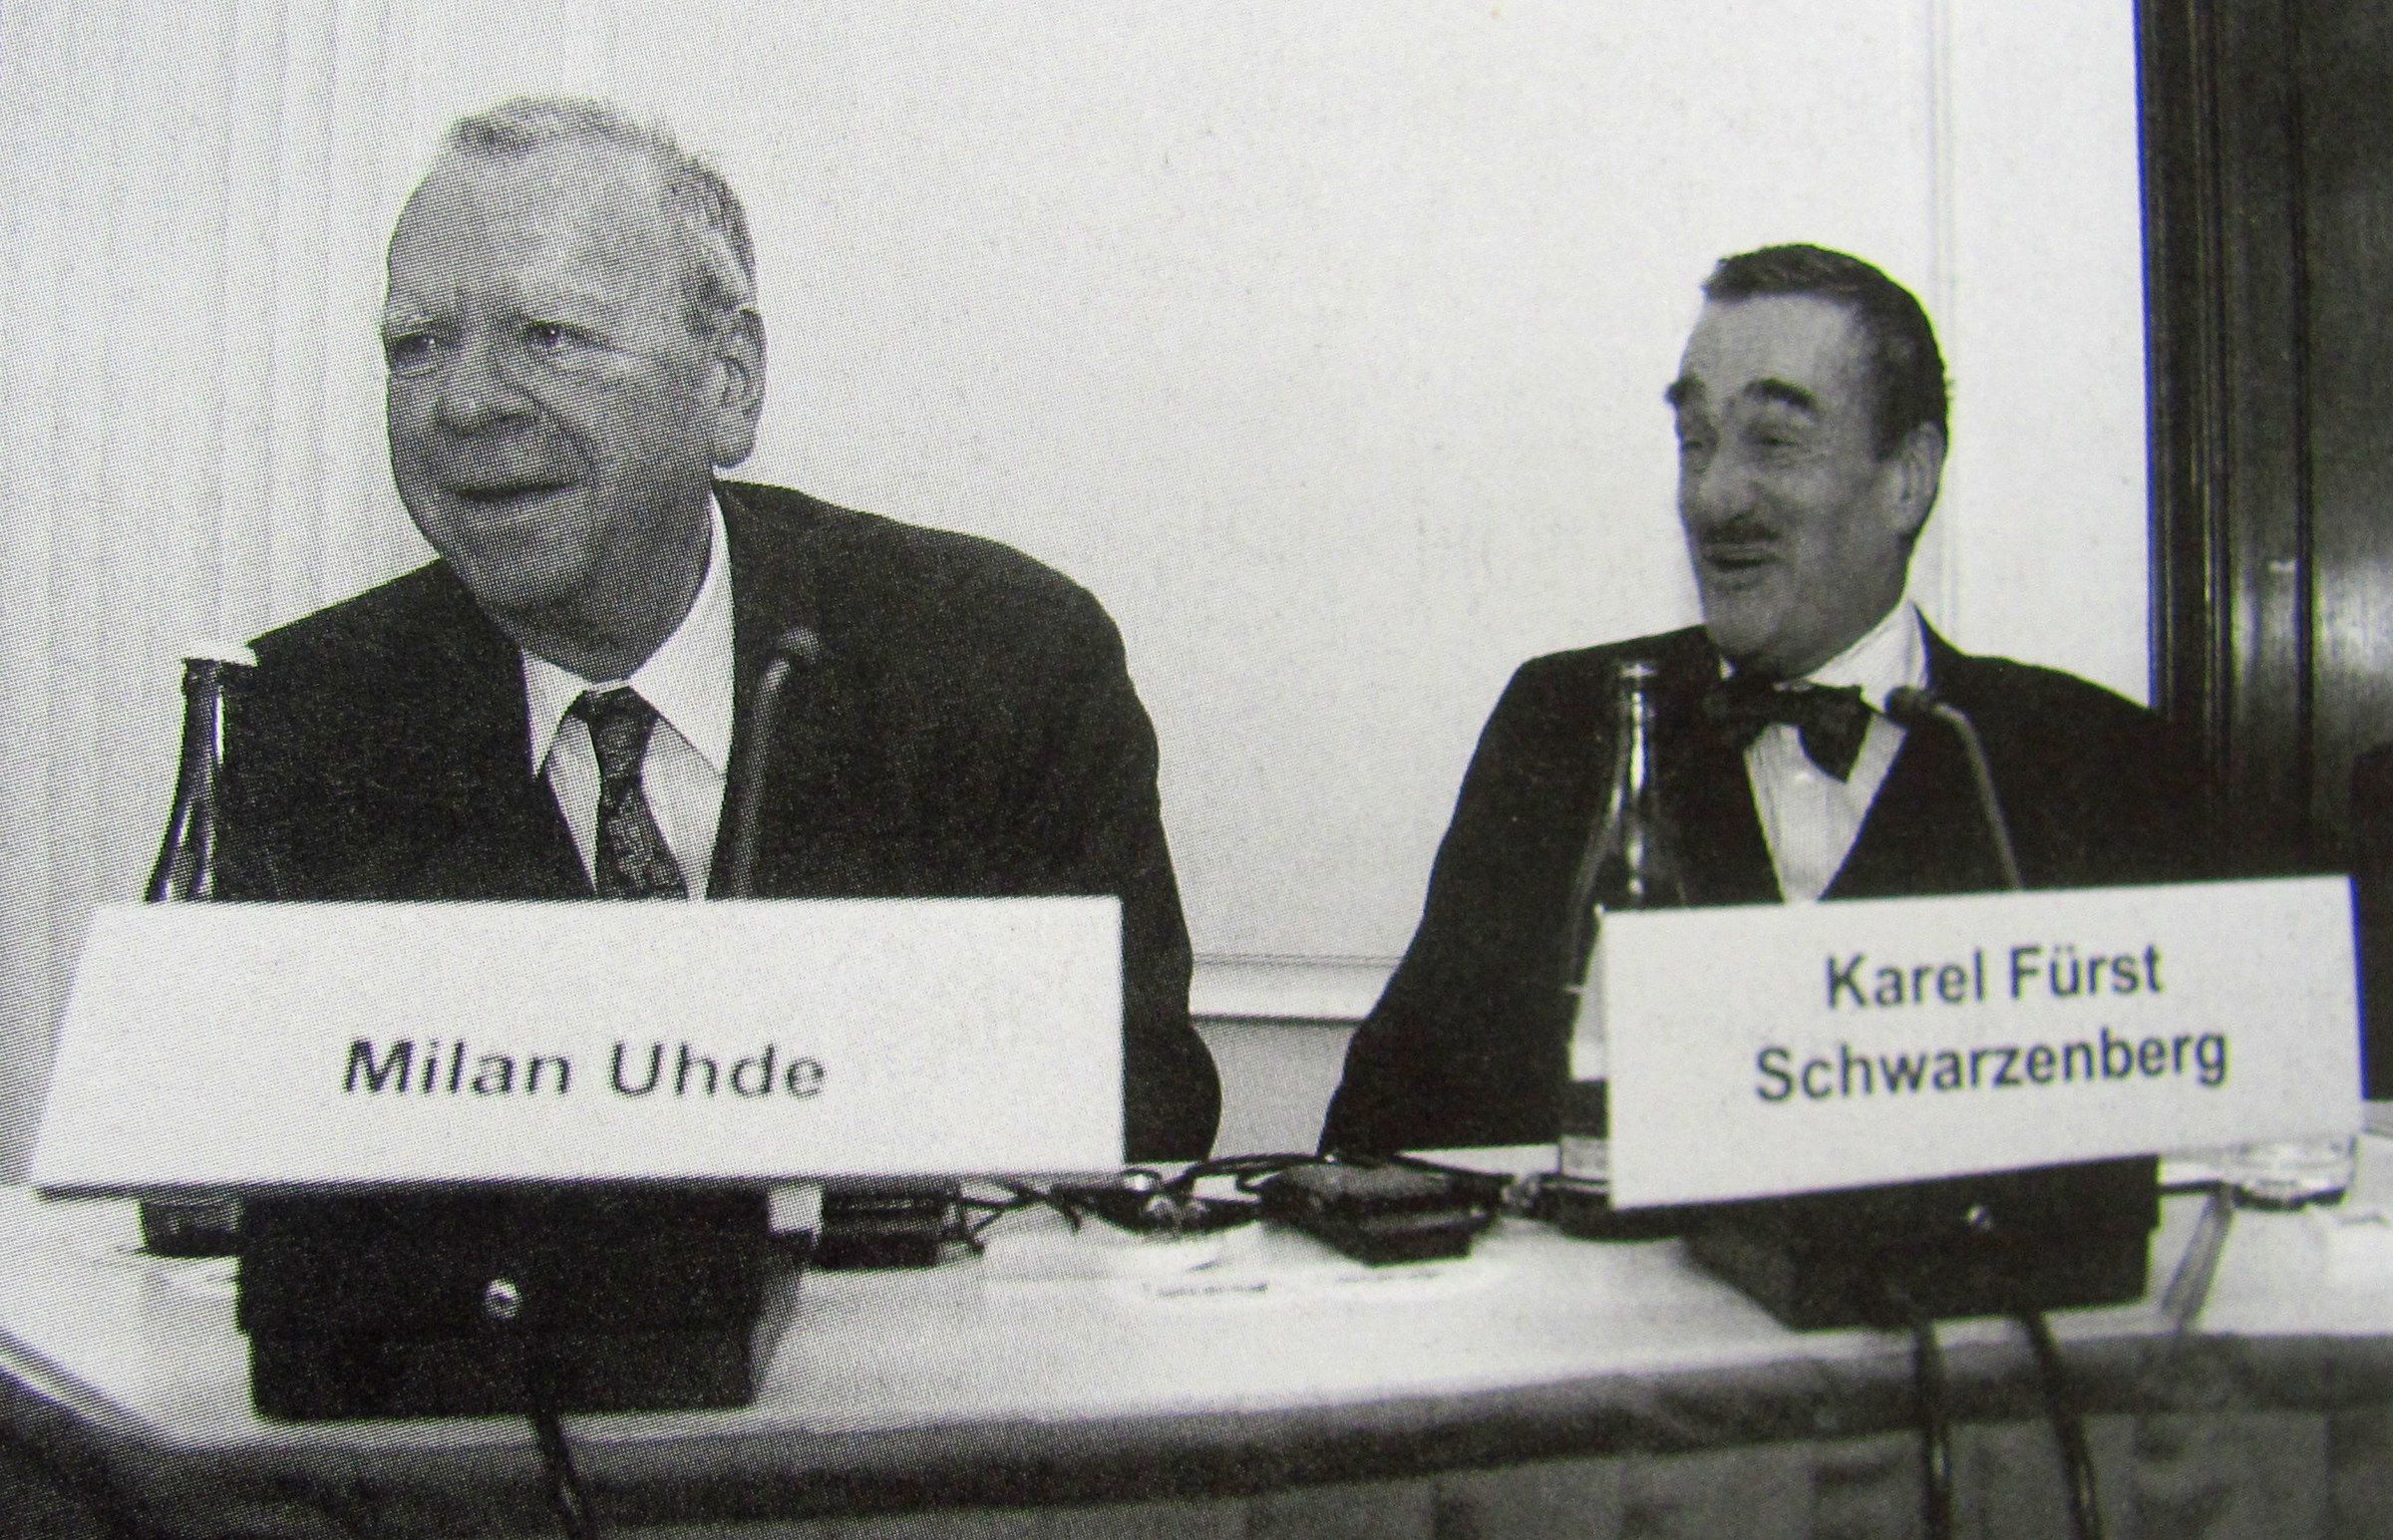 Milan Uhde
Karel Fürst
Schwarzenberg